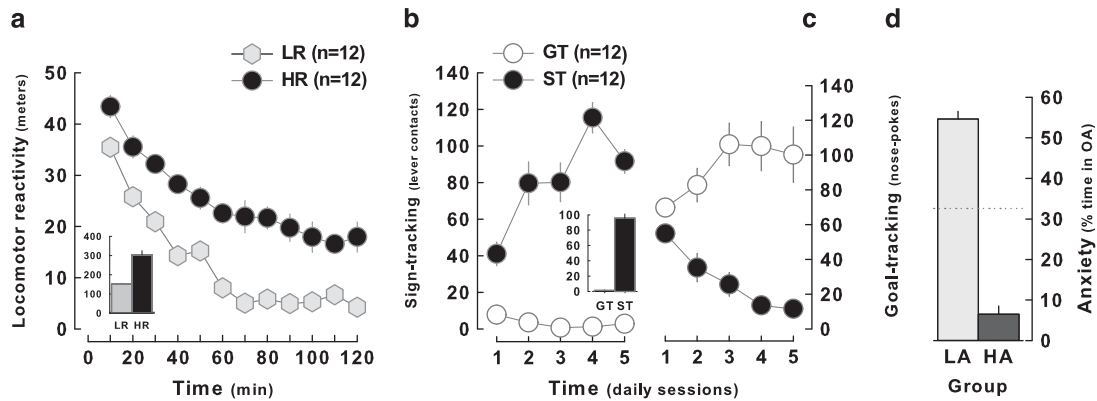 a
LR (n=12)
HR (n=12)
Locomotor reactivity (meters)
50
40
30
20
10
0
400
300
200
100
0
LR HR
0 20 40 60 80 100 120
Time (min)
b
GT (n=12)
ST (n=12)
Sign-tracking (lever contacts)
140
120
100
80
60
40
20
0
100
80
60
40
20
0
GT ST
1 2 3 4 5
1 2 3 4 5
Time (daily sessions)
c
140
120
100
80
60
40
20
0
Goal-tracking (nose-pokes)
d
60
50
40
30
20
10
0
Anxiety (% time in OA)
LA HA
Group